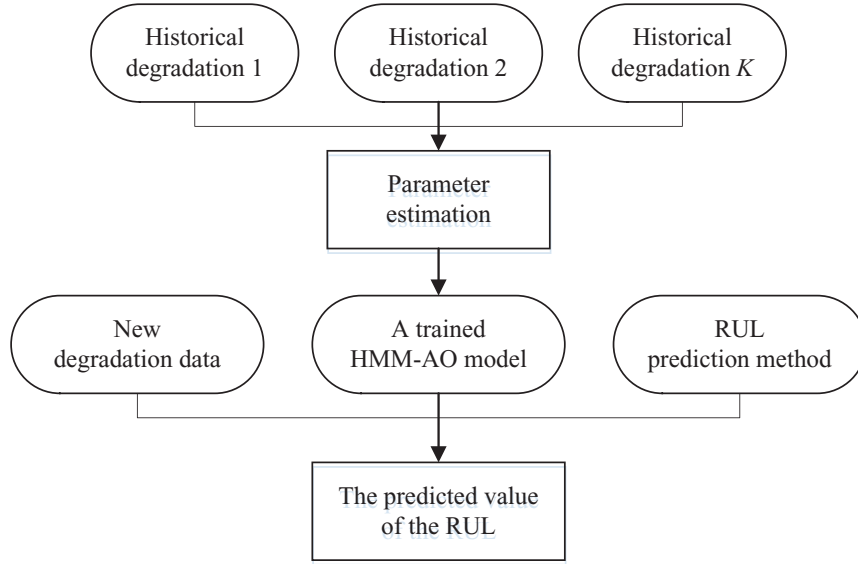 Historical
degradation 1
Historical
degradation 2
Historical
degradation K
Parameter
estimation
New
degradation data
A trained
HMM-AO model
RUL
prediction method
The predicted value
of the RUL